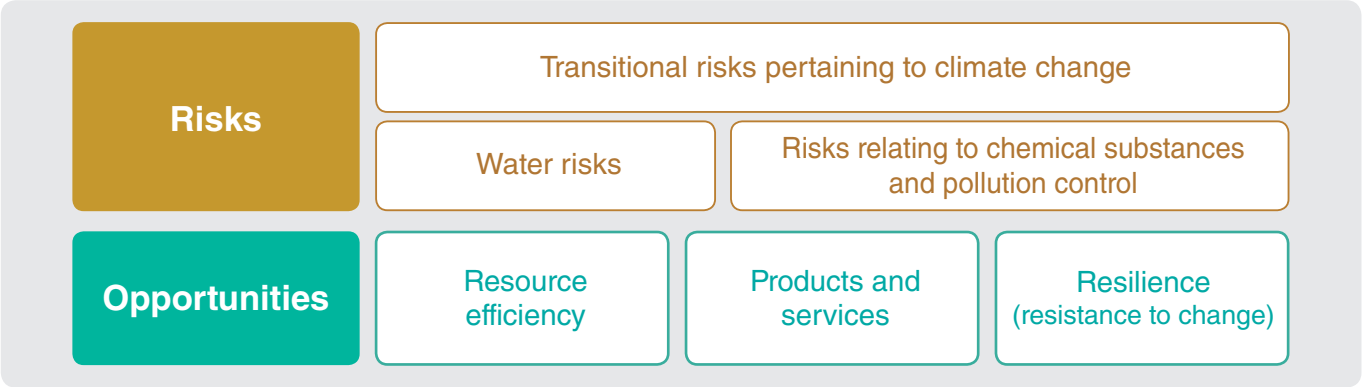 Risks
Transitional risks pertaining to climate change
Water risks
Risks relating to chemical substances
and pollution control
Opportunities
Resource
efficiency
Products and
services
Resilience
(resistance to change)